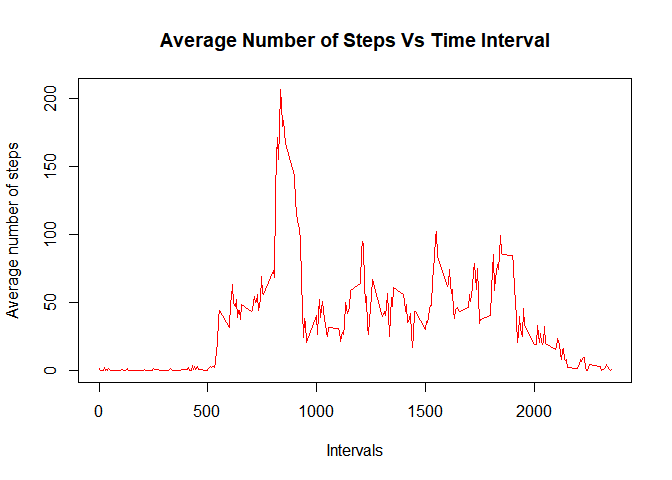 Average Number of Steps Vs Time Interval
Average number of steps
200
150
100
50
0
0 500 1000 1500 2000
Intervals